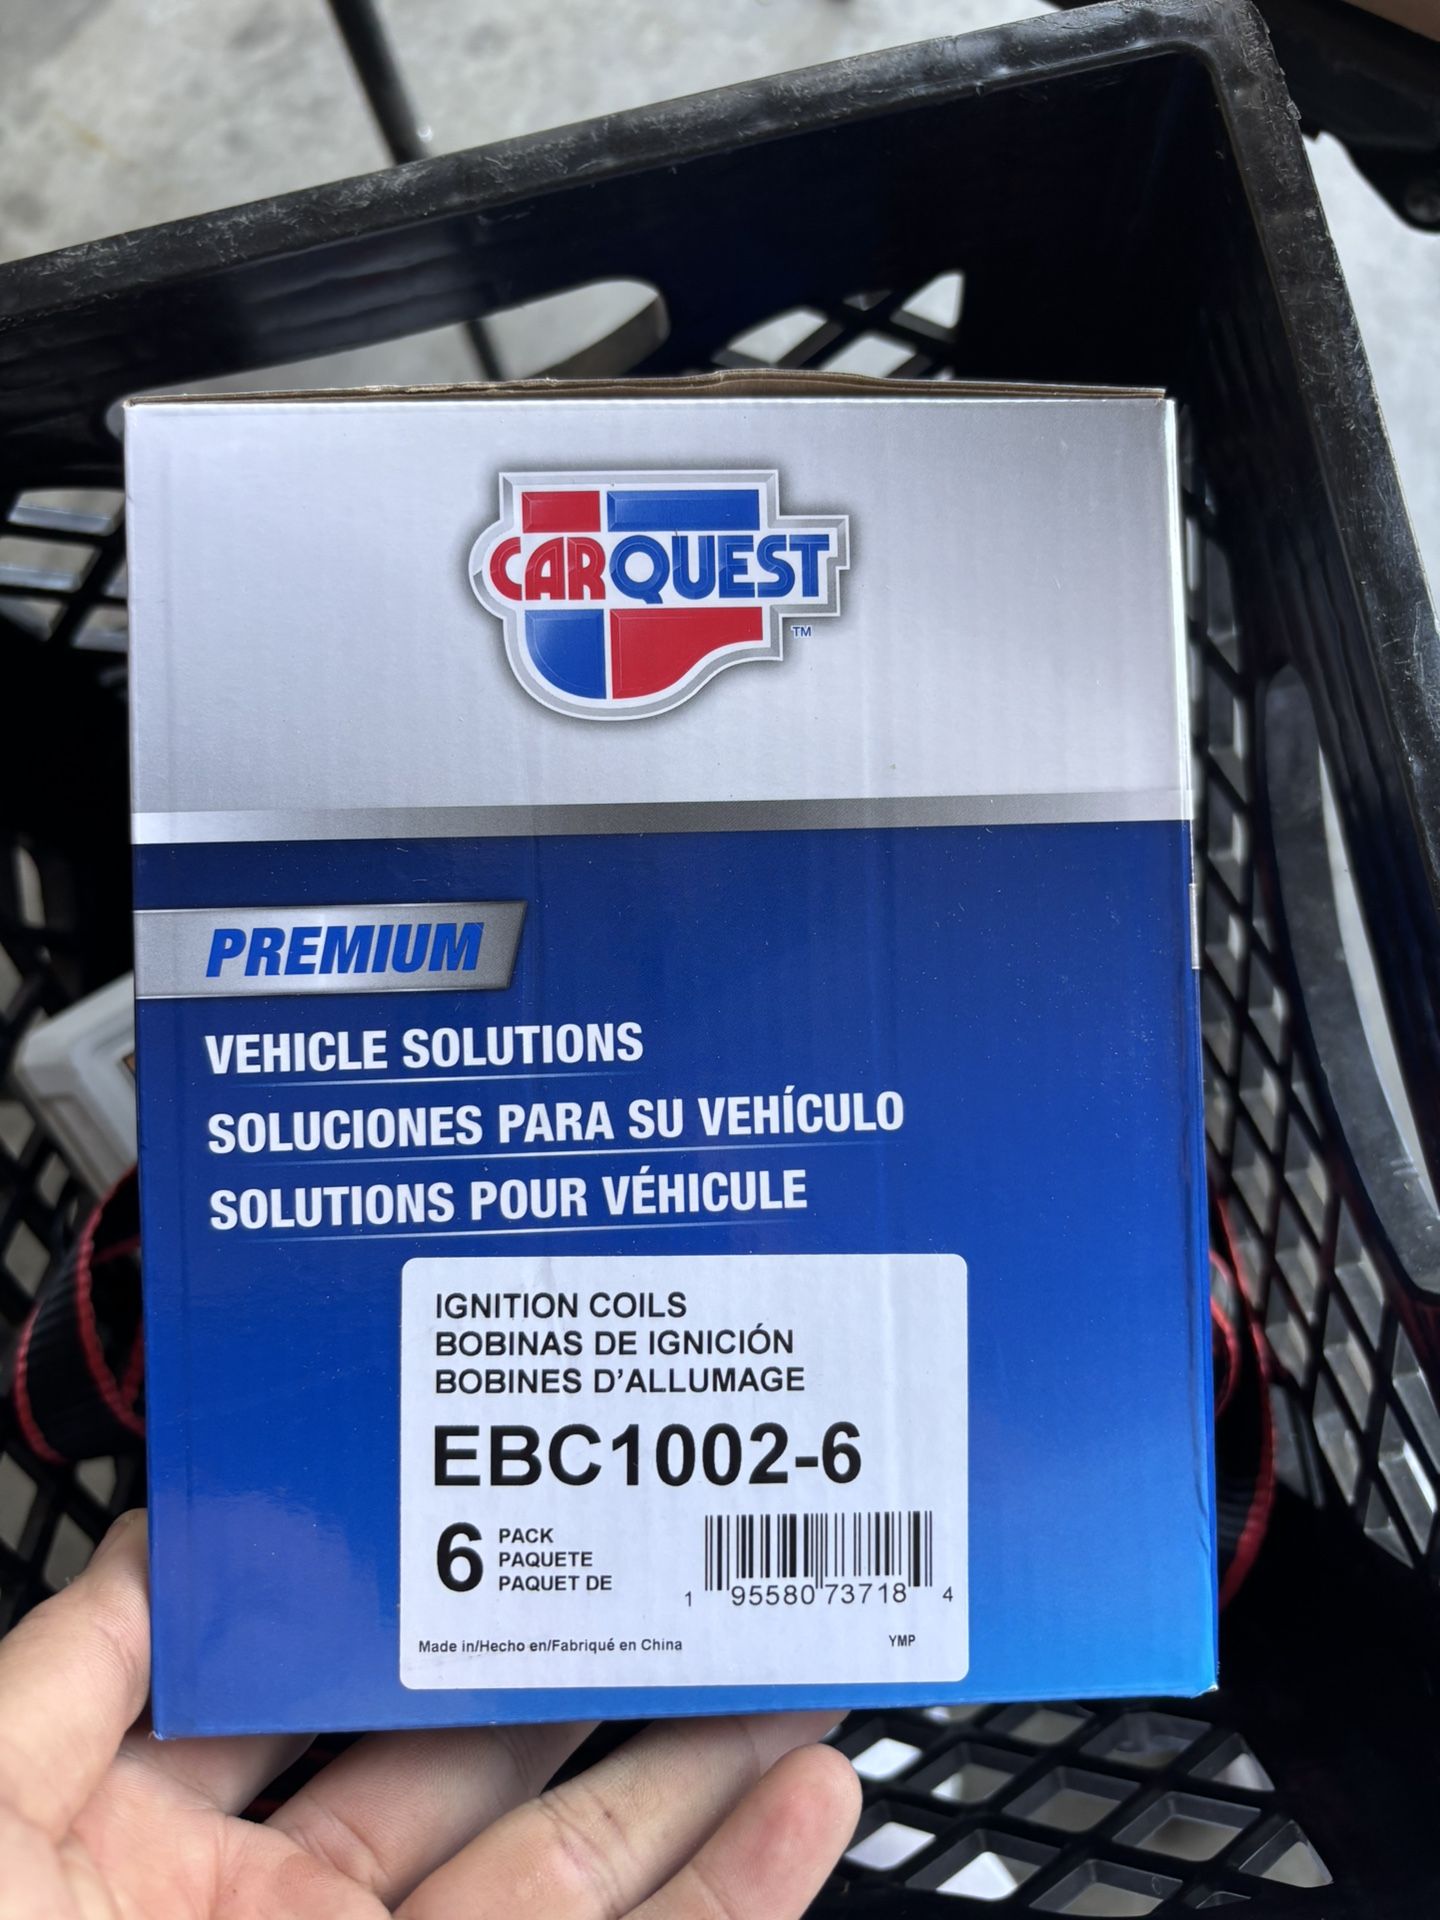 CARQUEST
TM
PREMIUM
VEHICLE SOLUTIONS
SOLUCIONES PARA SU VEHÍCULO
SOLUTIONS POUR VÉHICULE
IGNITION COILS
BOBINAS DE IGNICIÓN
BOBINES D'ALLUMAGE
EBC1002-6
6 PACK
PAQUETE
PAQUET DE
1 95580 73718 4
Made in/Hecho en/Fabriqué en China
YMP